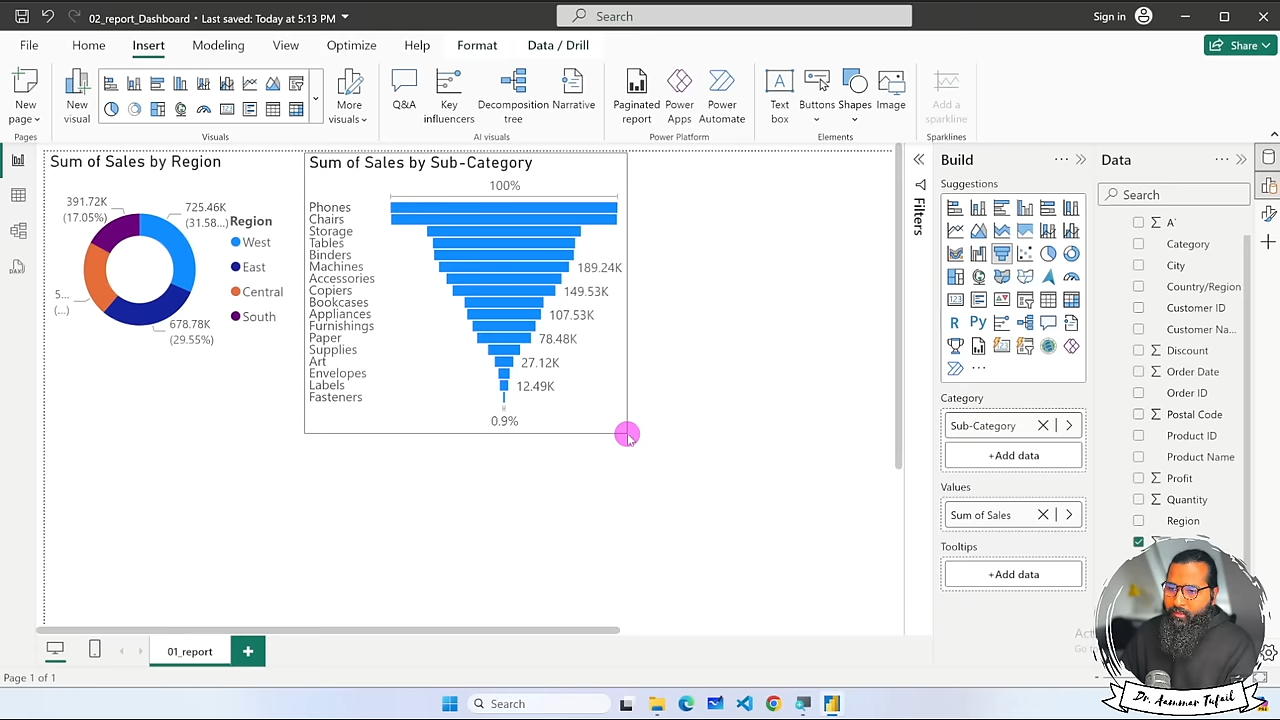 02_report_Dashboard • Last saved: Today at 5:13 PM
Search
Sign in
File Home Insert Modeling View Optimize Help Format Data / Drill
Share
New page
New visual
More visuals
Q&A
Key influencers
Decomposition tree
Narrative
Paginated report
Power Apps
Power Automate
Text box
Buttons
Shapes
Image
Add a sparkline
Pages Visuals AI visuals Power Platform Elements Sparklines
Sum of Sales by Region
391.72K
(17.05%)
725.46K
(31.58...)
5...
(...)
678.78K
(29.55%)
Region
West
East
Central
South
Sum of Sales by Sub-Category
100%
Phones
Chairs
Storage
Tables
Binders
Machines 189.24K
Accessories
Copiers 149.53K
Bookcases
Appliances 107.53K
Furnishings
Paper 78.48K
Supplies
Art 27.12K
Envelopes
Labels 12.49K
Fasteners
0.9%
Filters
Build
Suggestions
R Py
Category
Sub-Category
+Add data
Values
Sum of Sales
+Add data
Tooltips
+Add data
Data
Search
A`
Category
City
Country/Region
Customer ID
Customer Na...
Discount
Order Date
Order ID
Postal Code
Product ID
Product Name
Profit
Quantity
Region
01_report
Page 1 of 1
Search
Dr. Aammar Tufail